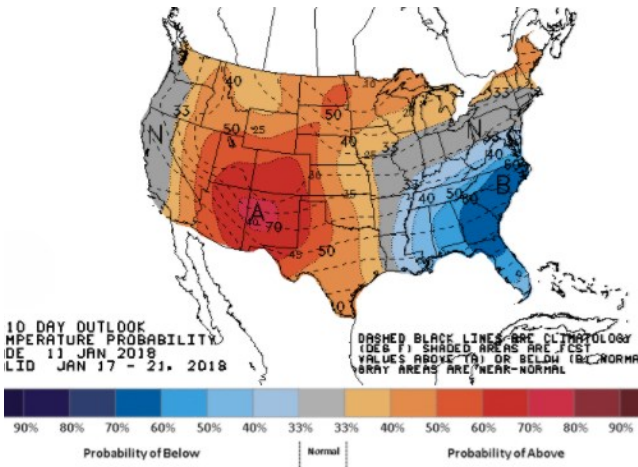 40
33
N
50
25
40
33
50
30
33
N
33
A
70
50
40
50
B
10 DAY OUTLOOK
MPERATURE PROBABILITY
DE 11 JAN 2018
LID JAN 17 - 21, 2018
DASHED BLACK LINES ARE CLIMATOLOGY
(DEG F) SHADED AREAS ARE FCST
VALUES ABOVE (A) OR BELOW (B) NORMA
GRAY AREAS ARE NEAR-NORMAL
90% 80% 70% 60% 50% 40% 33% 33% 40% 50% 60% 70% 80% 90%
Probability of Below Normal Probability of Above